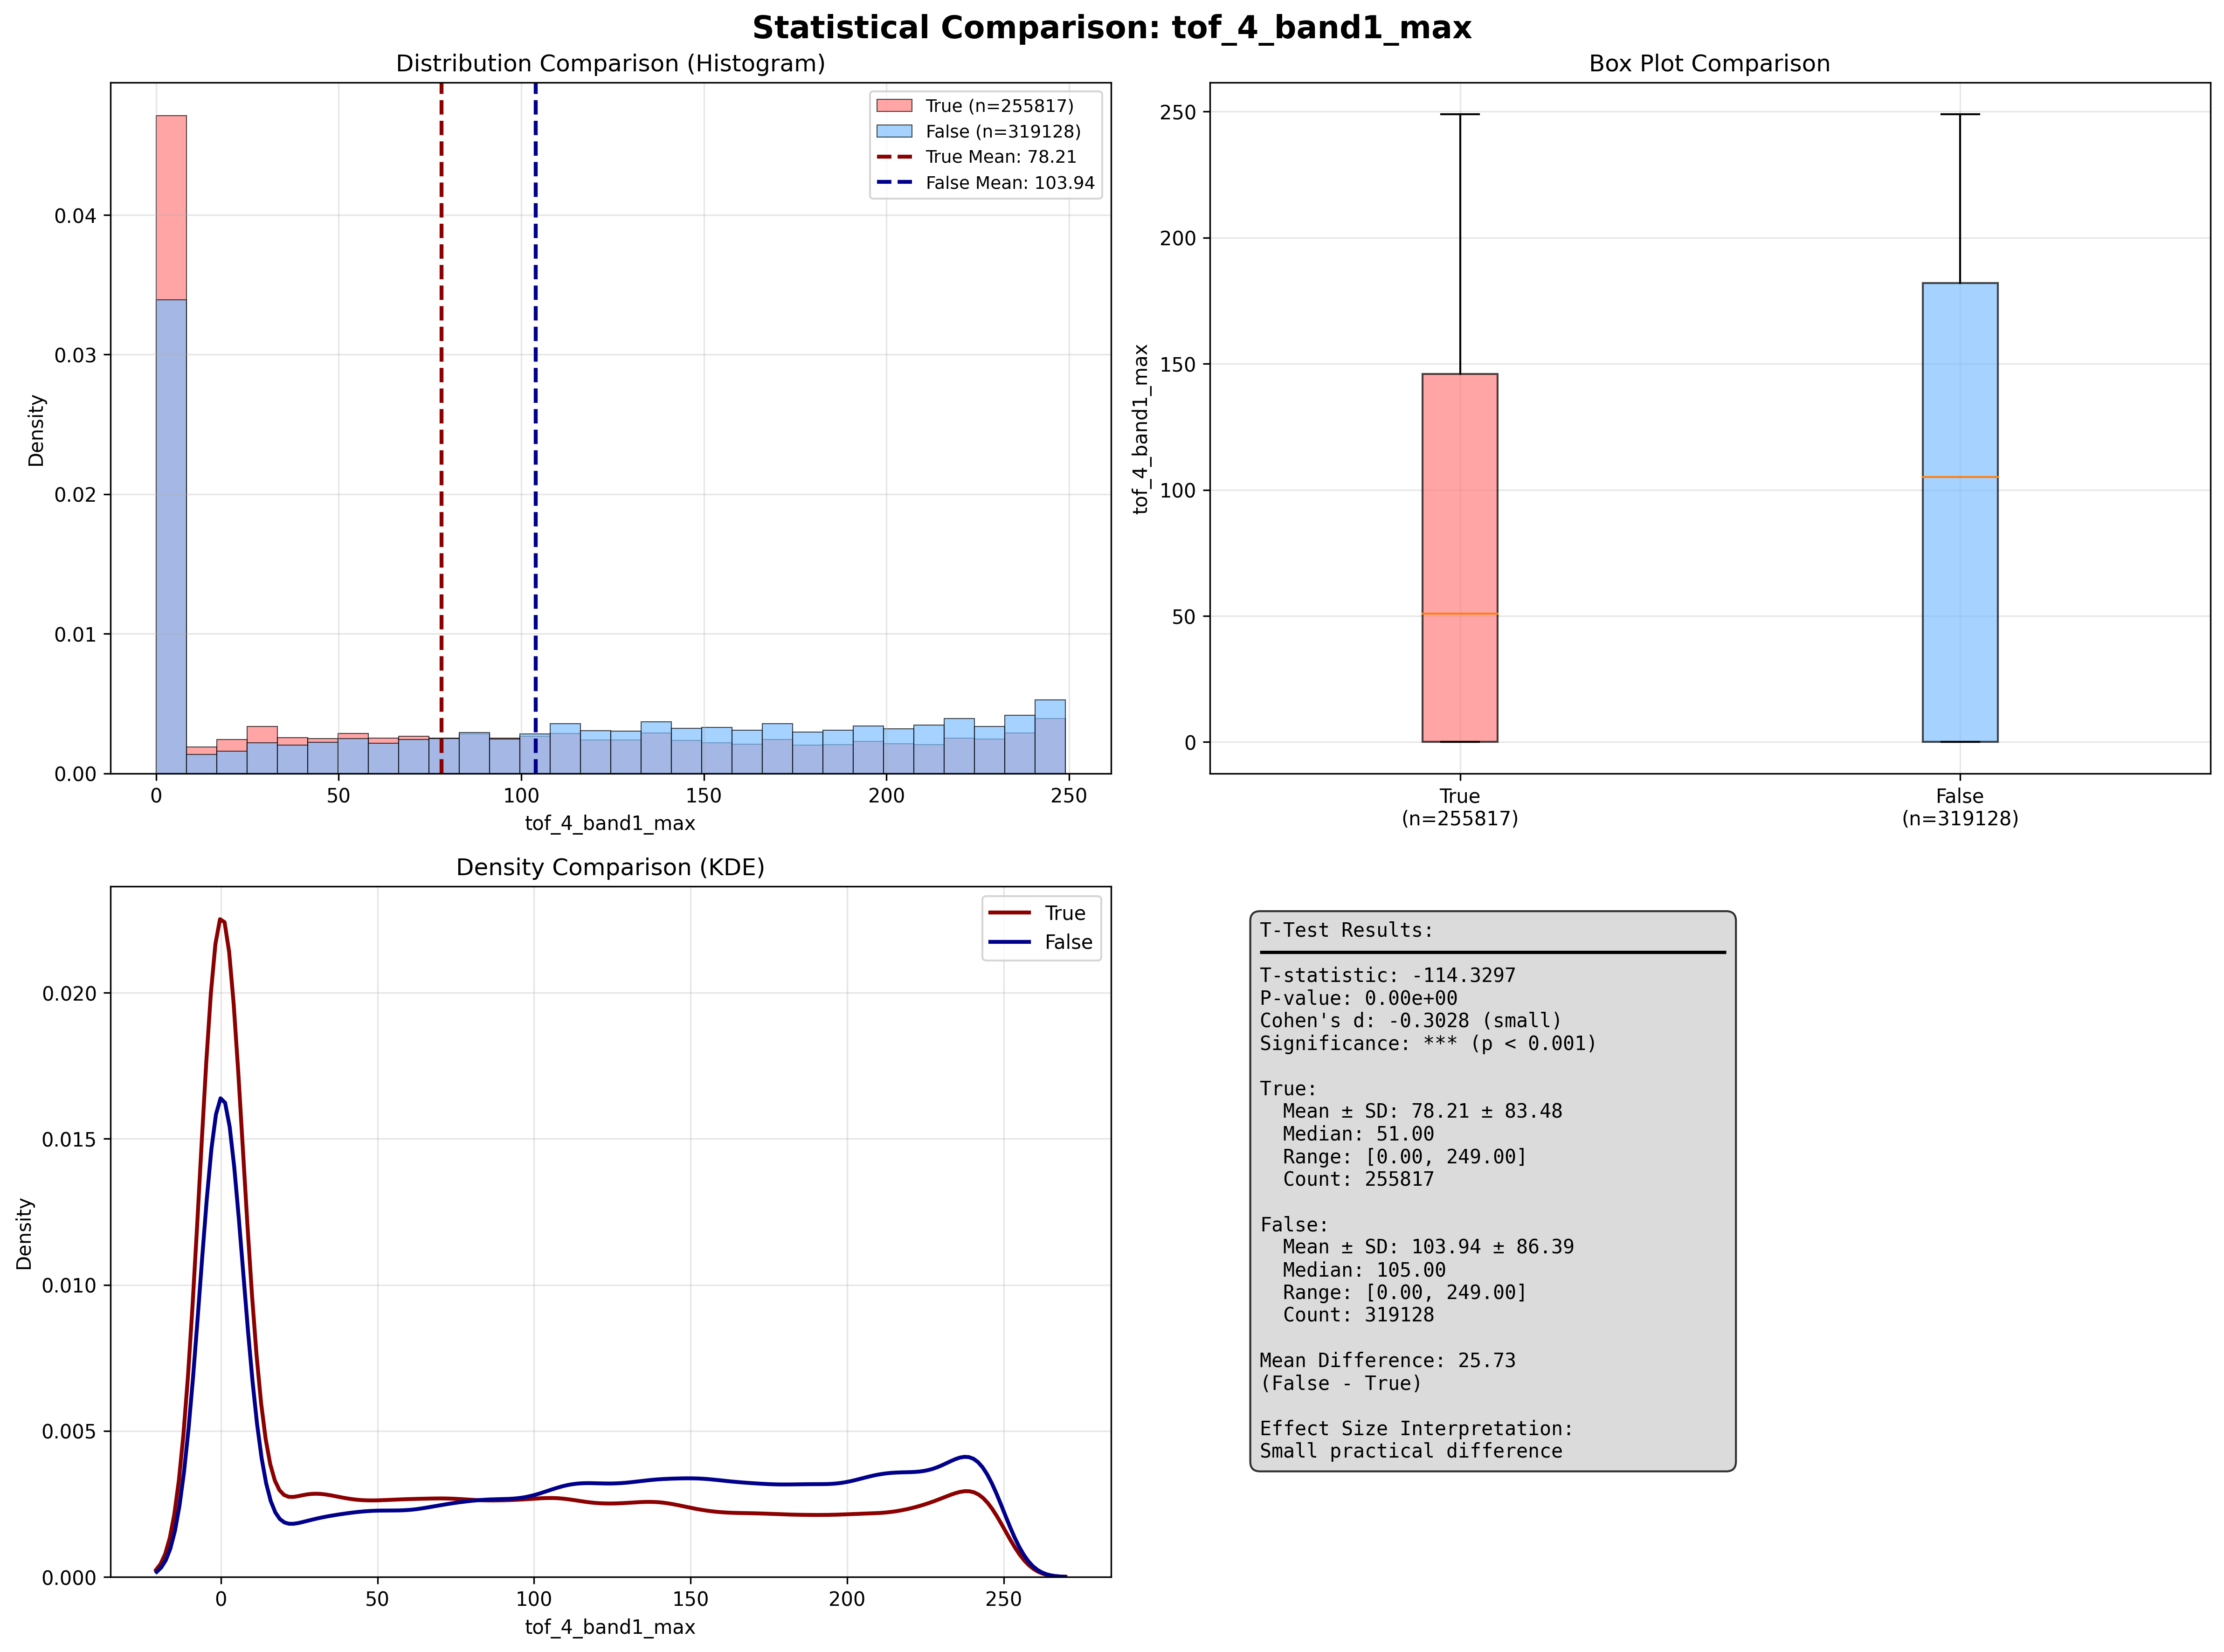 Statistical Comparison: tof_4_band1_max
Distribution Comparison (Histogram)
Density
0.04
0.03
0.02
0.01
0.00
0
50
100
150
200
250
tof_4_band1_max
True (n=255817)
False (n=319128)
True Mean: 78.21
False Mean: 103.94
Box Plot Comparison
tof_4_band1_max
250
200
150
100
50
0
True
(n=255817)
False
(n=319128)
Density Comparison (KDE)
Density
0.020
0.015
0.010
0.005
0.000
0
50
100
150
200
250
tof_4_band1_max
True
False
T-Test Results:
T-statistic: -114.3297
P-value: 0.00e+00
Cohen's d: -0.3028 (small)
Significance: *** (p < 0.001)
True:
Mean ± SD: 78.21 ± 83.48
Median: 51.00
Range: [0.00, 249.00]
Count: 255817
False:
Mean ± SD: 103.94 ± 86.39
Median: 105.00
Range: [0.00, 249.00]
Count: 319128
Mean Difference: 25.73
(False - True)
Effect Size Interpretation:
Small practical difference